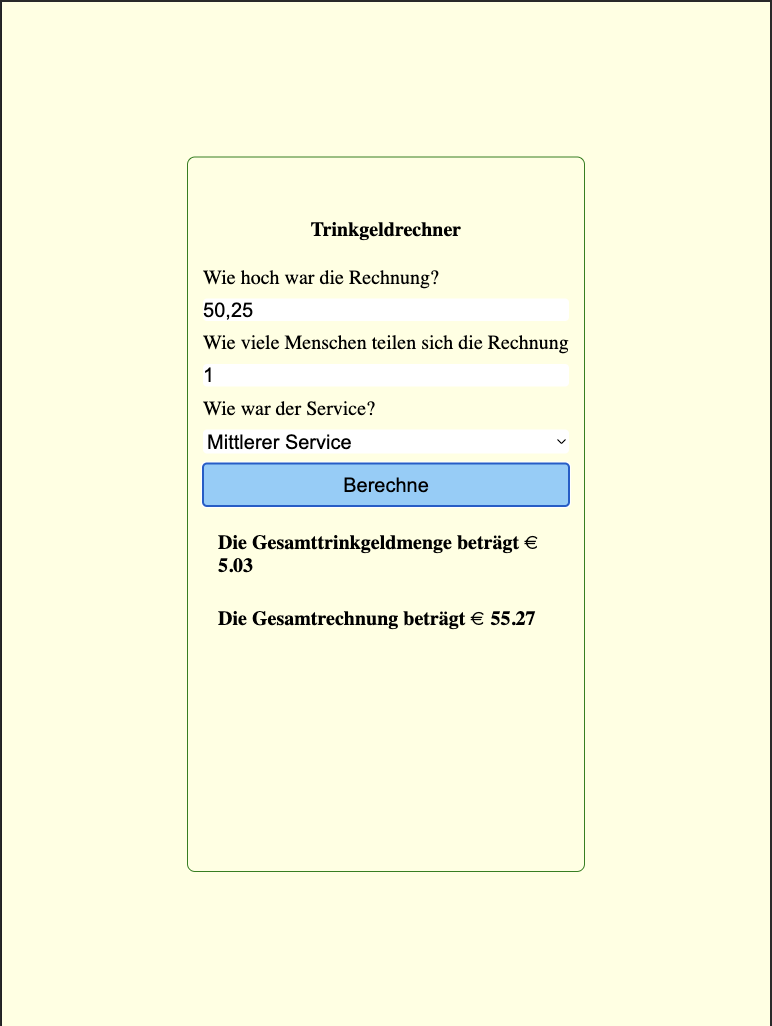 Trinkgeldrechner
Wie hoch war die Rechnung?
50,25
Wie viele Menschen teilen sich die Rechnung
1
Wie war der Service?
Mittlerer Service
Berechne
Die Gesamttrinkgeldmenge beträgt €
5.03
Die Gesamtrechnung beträgt € 55.27